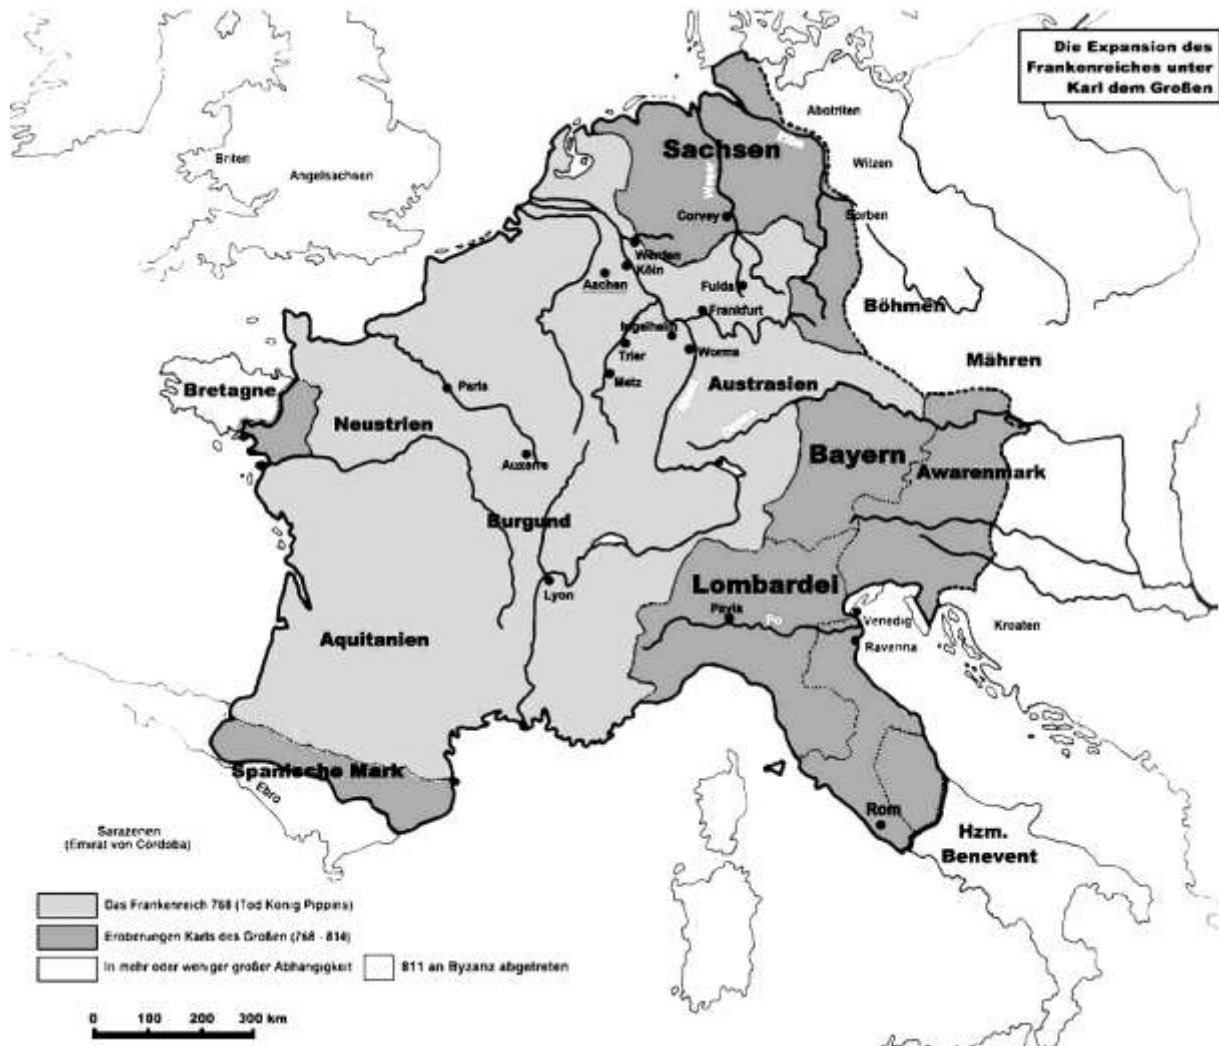 Die Expansion des
Frankenreiches unter
Karl dem Großen
Abotriten
Briten
Angelsachsen
Sachsen
Wilzen
Weser
Corvey
Sorben
Werden
Köln
Aachen
Fulda
Frankfurt
Böhmen
Ingelheim
Trier
Worms
Metz
Mähren
Bretagne
Paris
Austrasien
Neustrien
Bayern
Auxerre
Awarenmark
Burgund
Lombardei
Lyon
Pavia
Po
Venedig
Kroaten
Aquitanien
Ravenna
Spanische Mark
Ebro
Rom
Sarazenen
(Emirat von Córdoba)
Hzm.
Benevent
Das Frankenreich 768 (Tod König Pippins)
Eroberungen Karls des Großen (768 - 814)
In mehr oder weniger großer Abhängigkeit
811 an Byzanz abgetreten
0 100 200 300 km